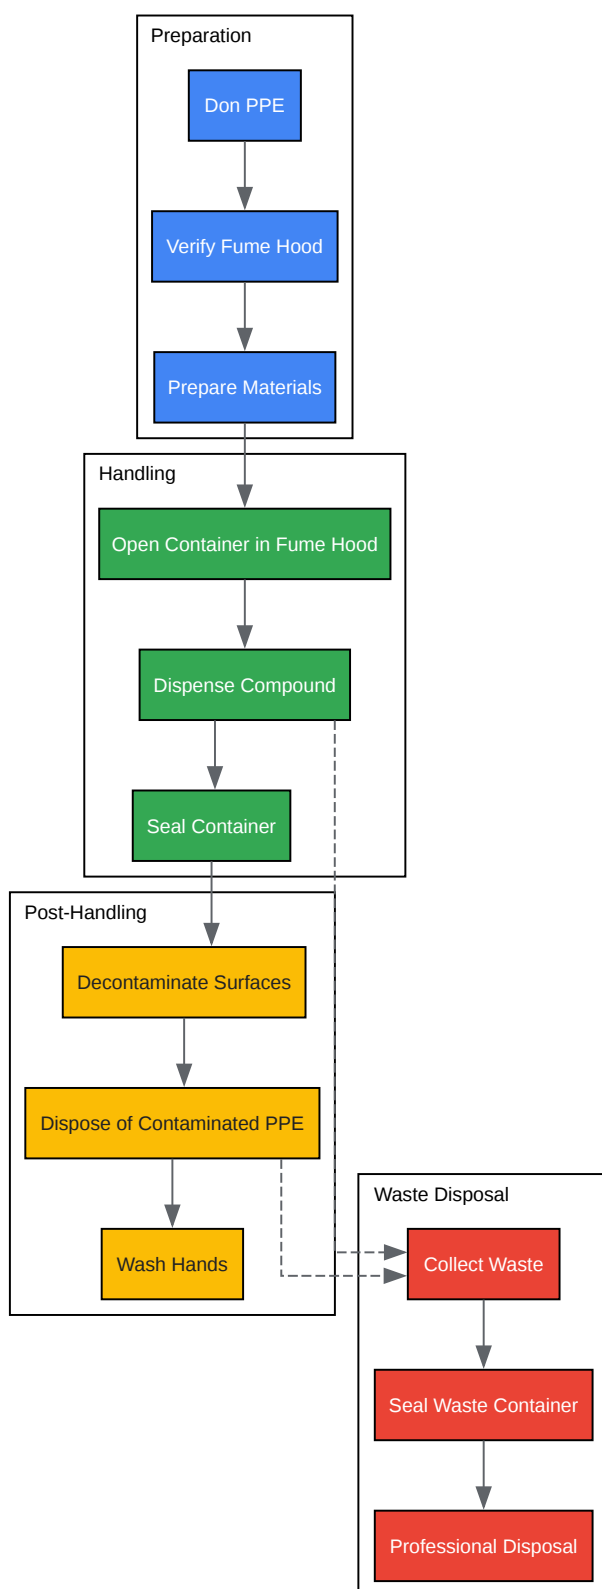 Preparation
Don PPE
Verify Fume Hood
Prepare Materials
Handling
Open Container in Fume Hood
Dispense Compound
Seal Container
Post-Handling
Decontaminate Surfaces
Dispose of Contaminated PPE
Wash Hands
Waste Disposal
Collect Waste
Seal Waste Container
Professional Disposal